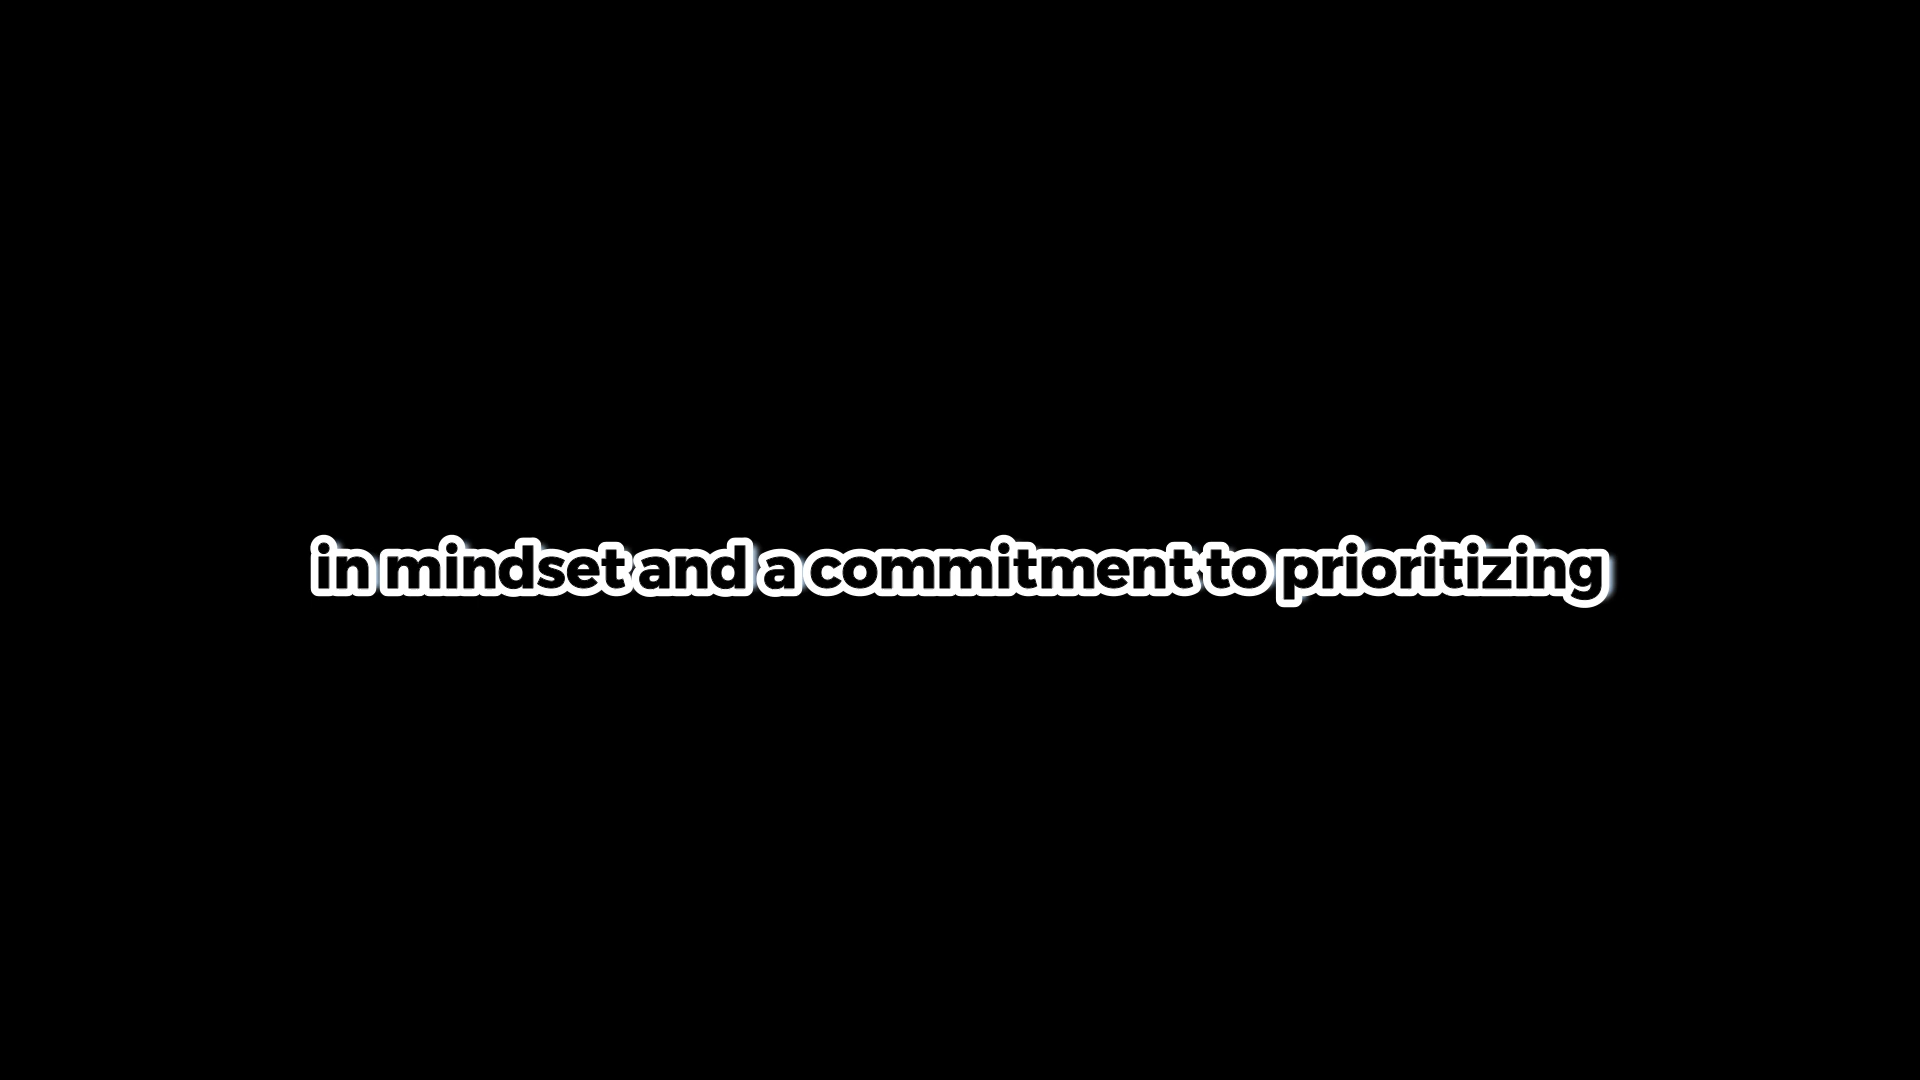 in mindset and a commitment to prioritizing